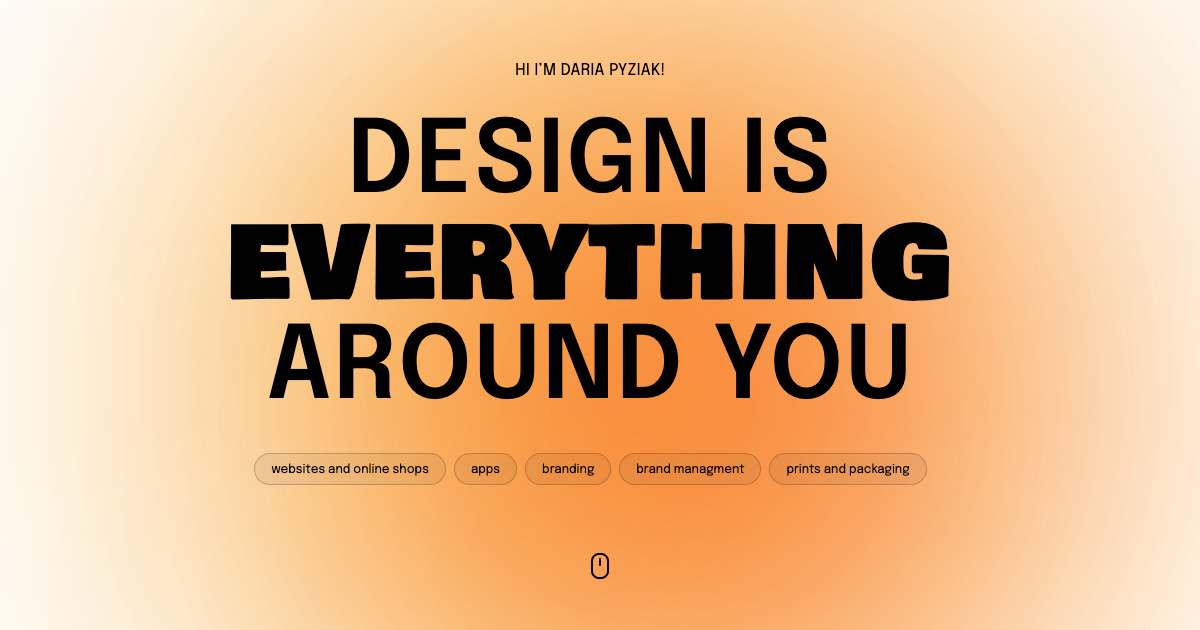 HI I'M DARIA PYZIAK!
DESIGN IS
EVERYTHING
AROUND YOU
websites and online shops apps branding brand managment prints and packaging